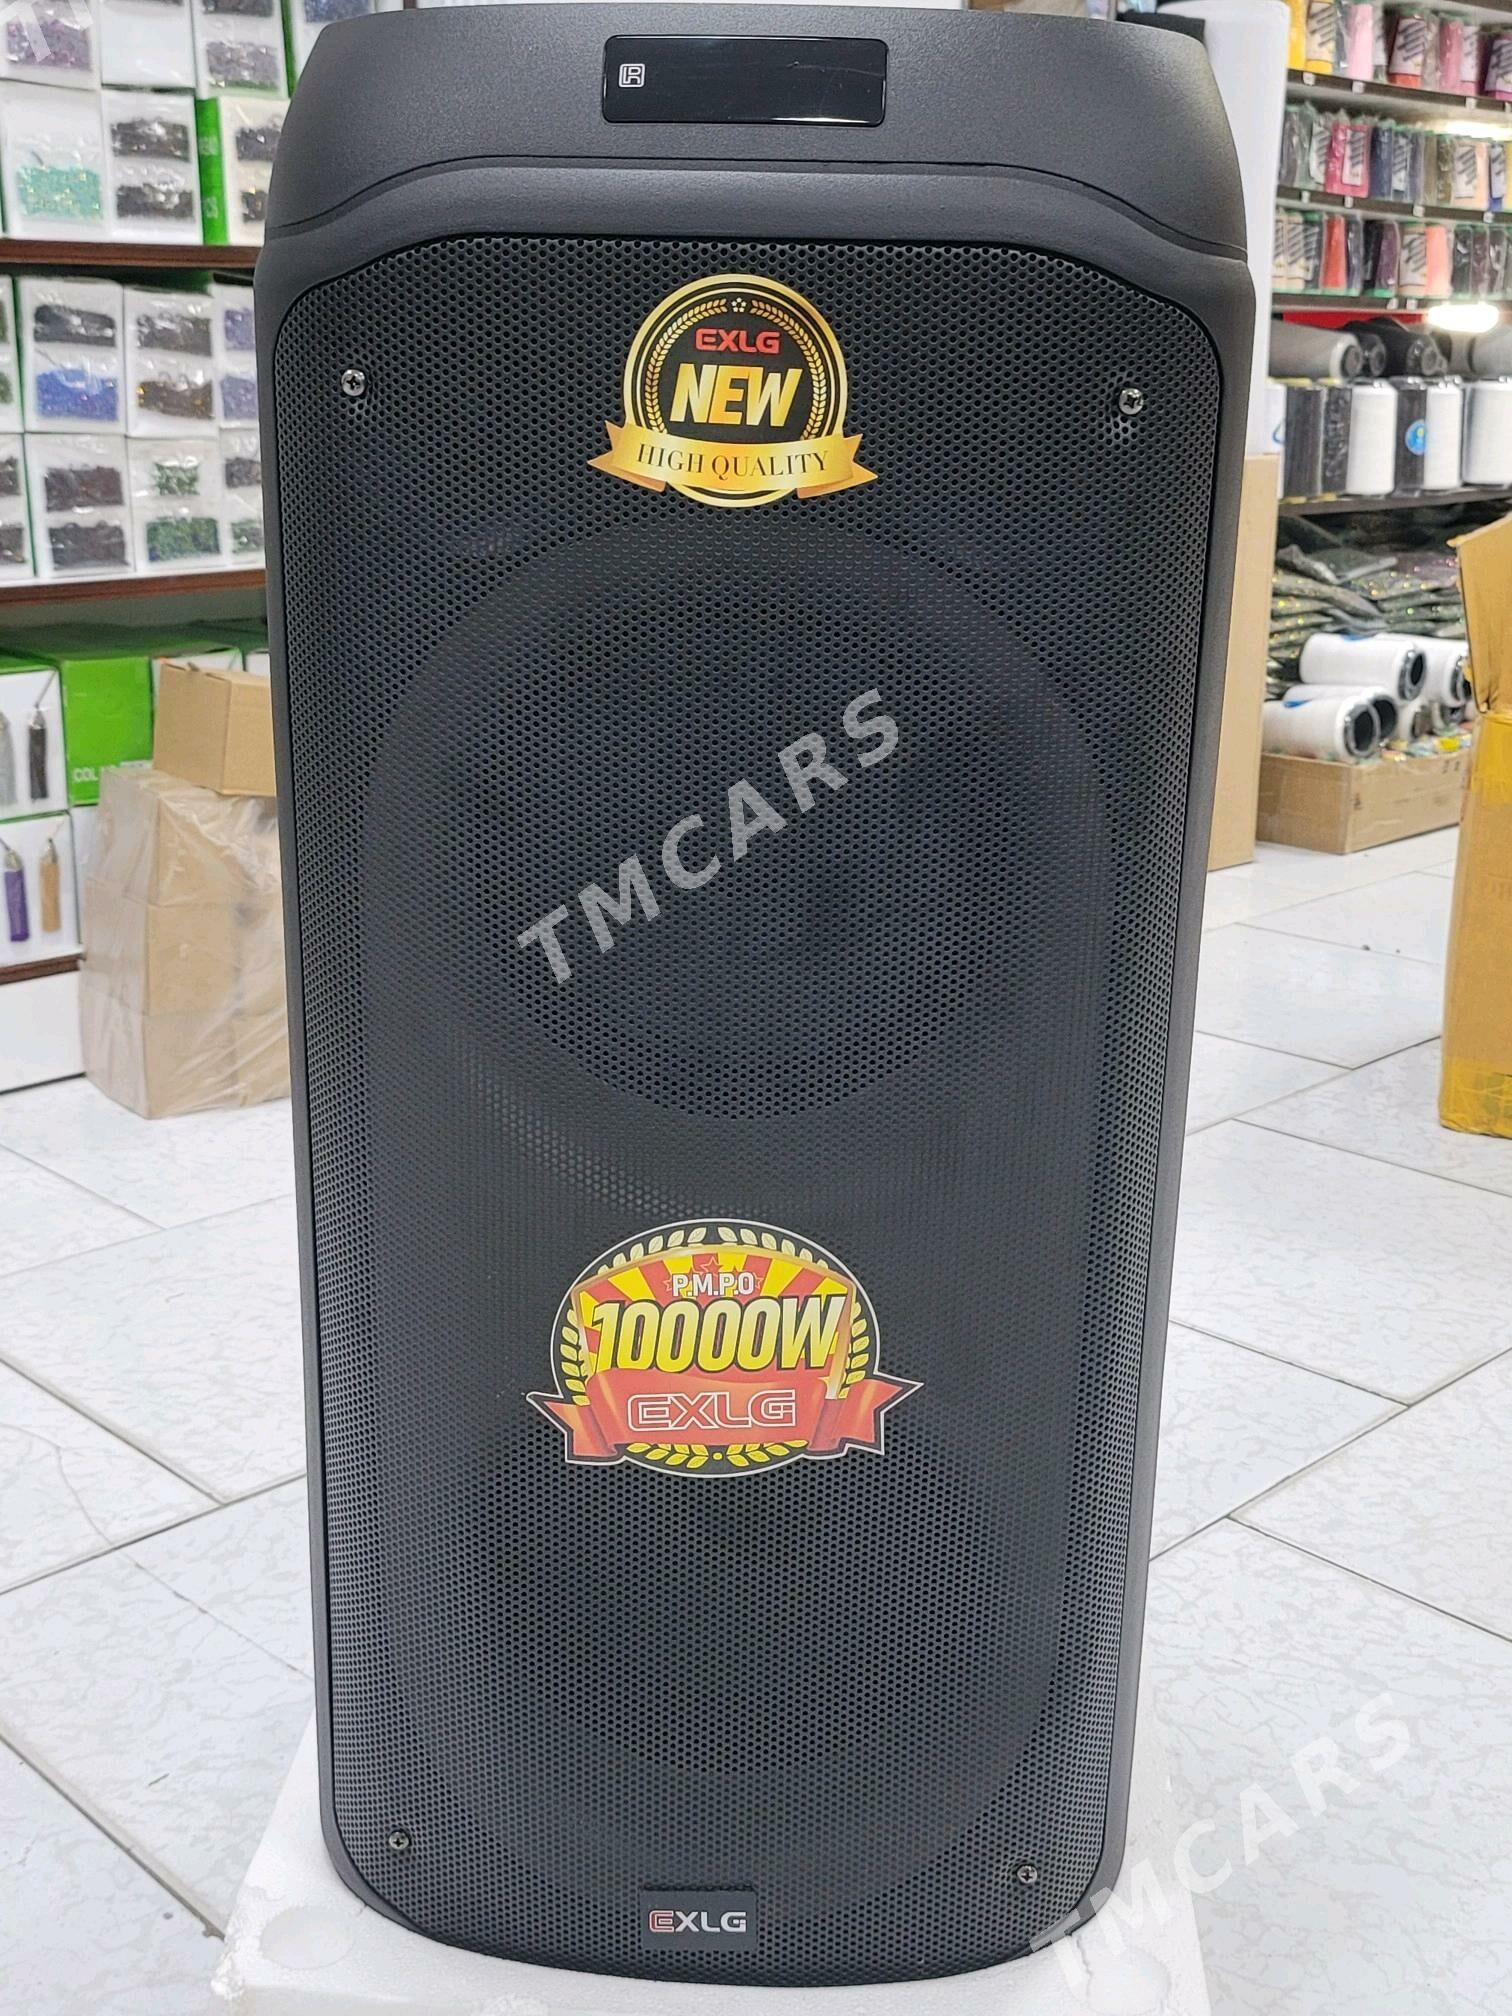 EXLG
NEW
HIGH QUALITY
TMCARS
P.M.P.O
10000W
EXLG
EXLG
TMCARS